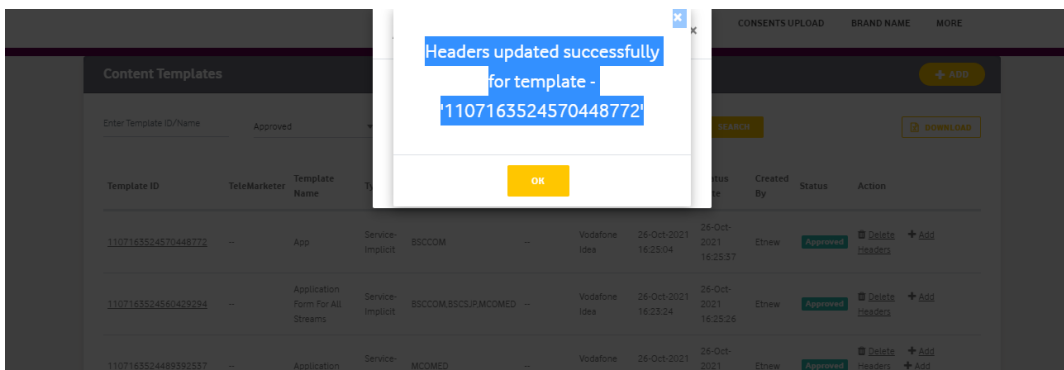 CONSENTS UPLOAD BRAND NAME MORE
×
×
Headers updated successfully
for template -
'1107163524570448772'
OK
Content Templates
+ ADD
Enter Template ID/Name Approved SEARCH DOWNLOAD
Template ID TeleMarketer Template Name Created By Status Action
1107163524570448772 -- App Service-Implicit BSCCOM -- Vodafone Idea 26-Oct-2021 16:25:04 26-Oct-2021 16:25:57 Etnew Approved Delete Headers + Add
1107163524560429294 -- Application Form For All Streams Service-Implicit BSCCOM,BSCSJP,MCOMED -- Vodafone Idea 26-Oct-2021 16:23:24 26-Oct-2021 16:25:26 Etnew Approved Delete Headers + Add
1107163524489392537 -- Application Service- MCOMED -- Vodafone 26-Oct-2021 26-Oct-2021 Etnew Approved Delete Headers + Add + Add